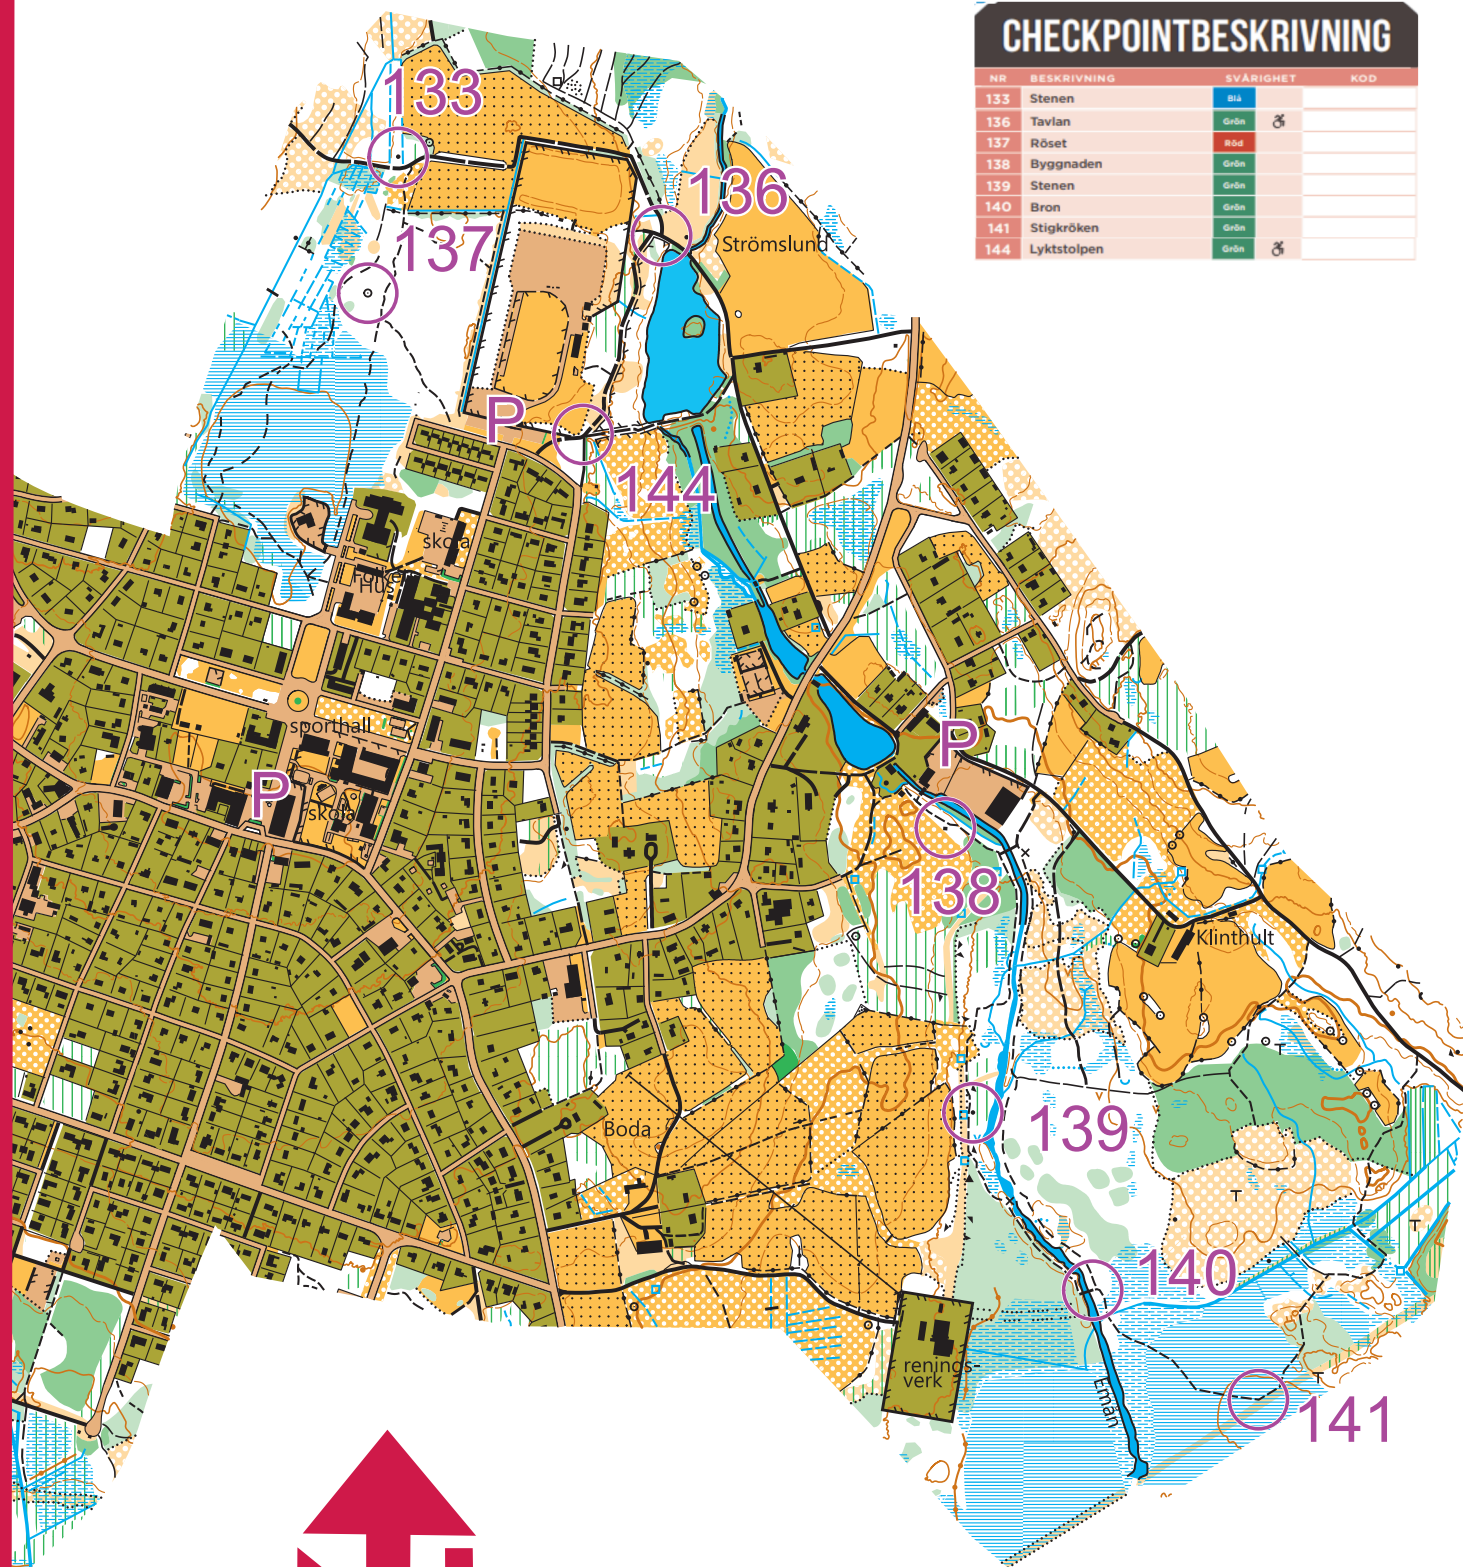 CHECKPOINTBESKRIVNING
NR BESKRIVNING SVÅRIGHET KOD
133 Stenen Blå
136 Tavlan Grön
137 Röset Röd
138 Byggnaden Grön
139 Stenen Grön
140 Bron Grön
141 Stigkröken Grön
144 Lyktstolpen Grön
133
136
Strömslund
137
P
144
skola
Folkets
Hus
sporthall
P
P
skola
138
Klinthult
139
Boda
140
renings-
verk
Emån
141